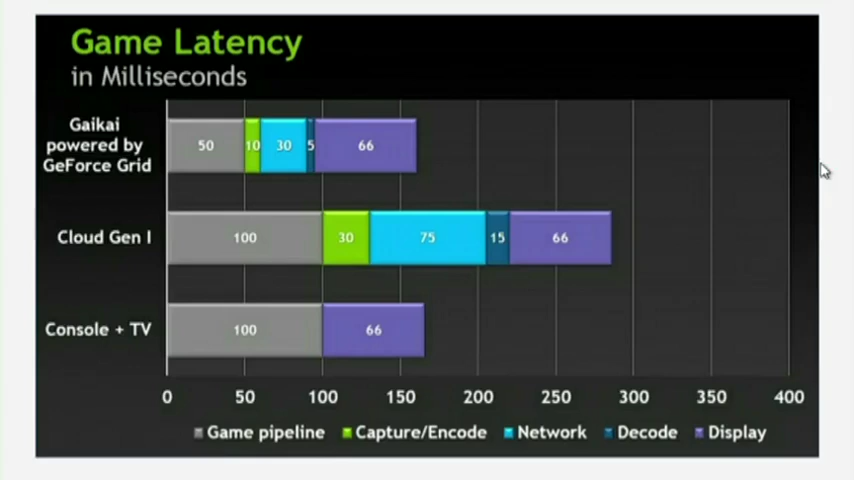 Game Latency
in Milliseconds
Gaikai
powered by
GeForce Grid
50 10 30 5 66
Cloud Gen I
100 30 75 15 66
Console + TV
100 66
0 50 100 150 200 250 300 350 400
Game pipeline Capture/Encode Network Decode Display